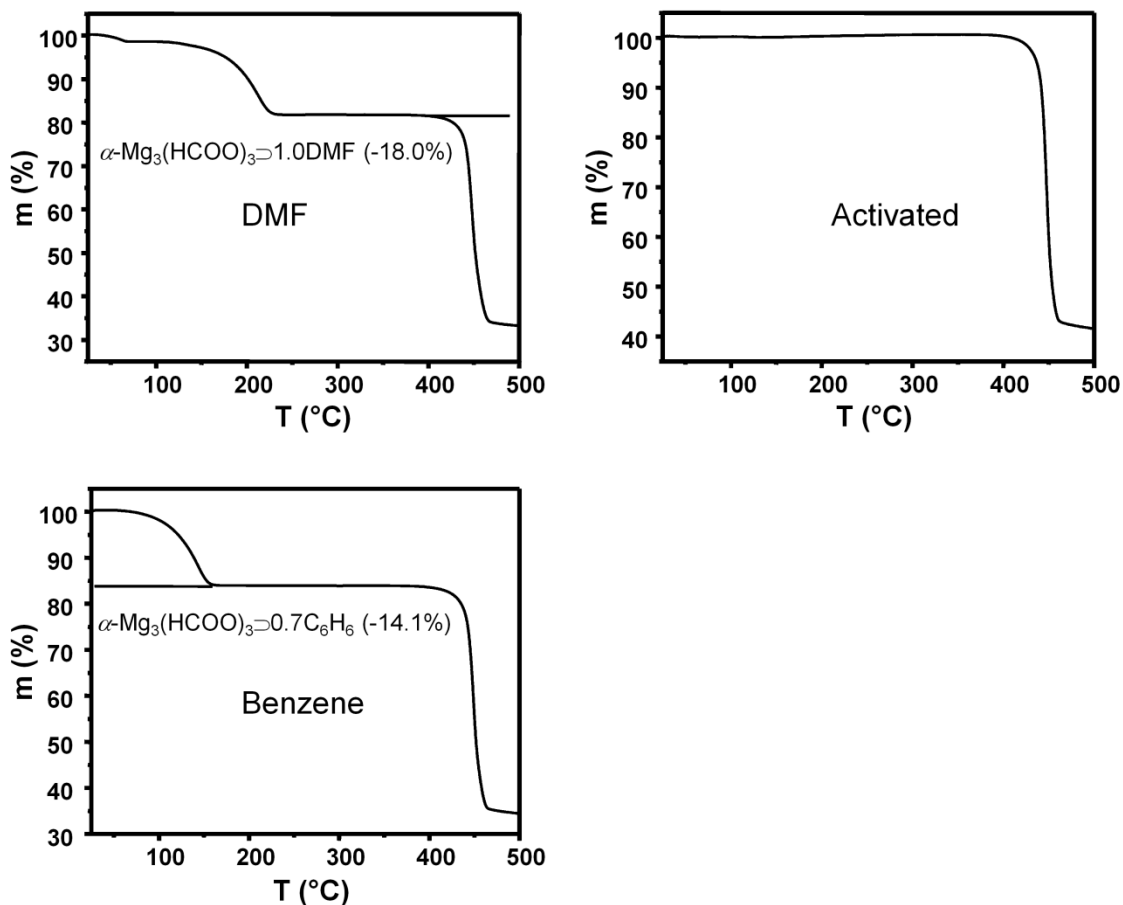 100
90
80
70
60
50
40
30
m (%)
α-Mg₃(HCOO)₃⊃1.0DMF (-18.0%)
DMF
100 200 300 400 500
T (°C)
100
90
80
70
60
50
40
m (%)
Activated
100 200 300 400 500
T (°C)
100
90
80
70
60
50
40
30
m (%)
α-Mg₃(HCOO)₃⊃0.7C₆H₆ (-14.1%)
Benzene
100 200 300 400 500
T (°C)